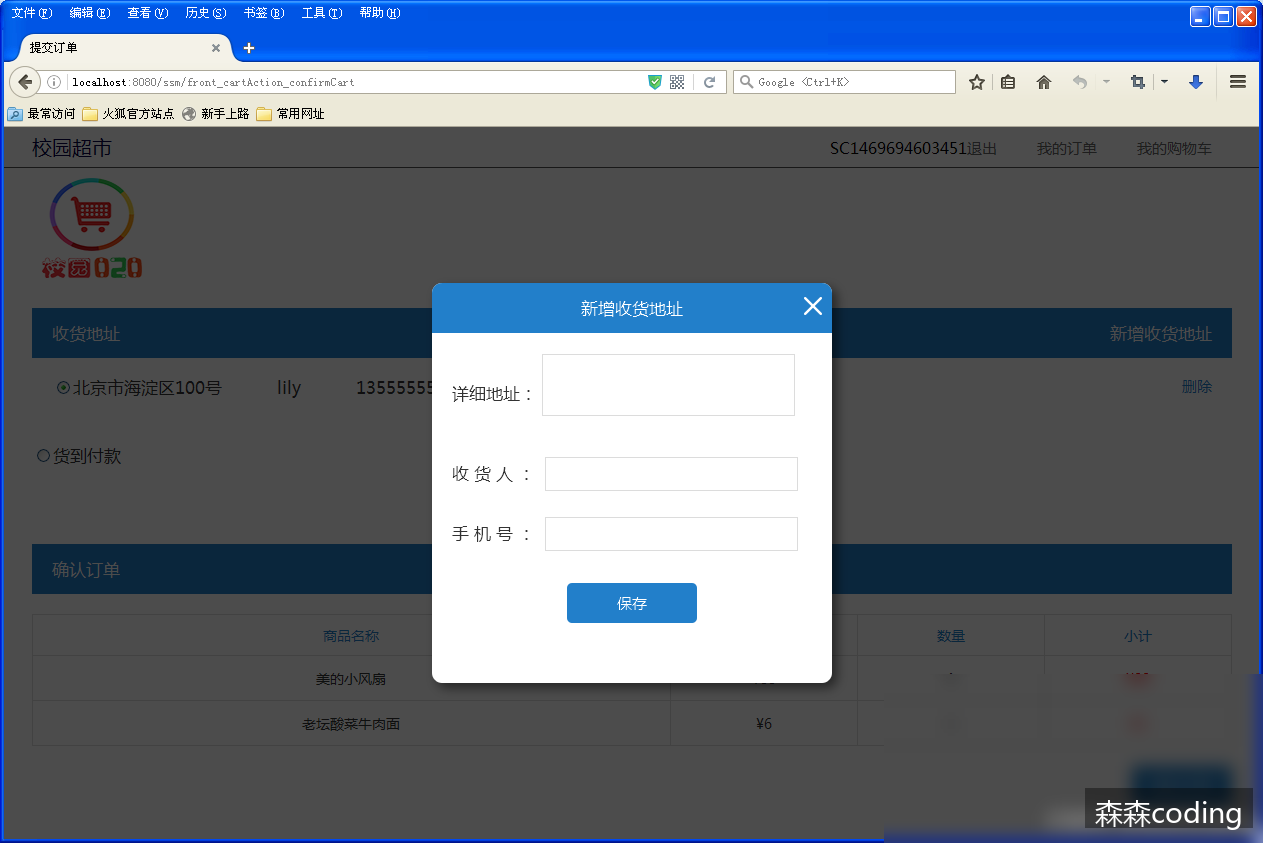 文件(F) 编辑(E) 查看(V) 历史(S) 书签(B) 工具(T) 帮助(H)
提交订单
localhost:8080/ssm/front_cartAction_confirmCart
Google <Ctrl+K>
最常访问 火狐官方站点 新手上路 常用网址
校园超市 SC1469694603451退出 我的订单 我的购物车
校园020
新增收货地址
收货地址 新增收货地址
北京市海淀区100号 lily 13555555 删除
详细地址：
货到付款
收 货 人 ：
手 机 号 ：
确认订单
保存
商品名称 数量 小计
美的小风扇
老坛酸菜牛肉面 ¥6
森森coding